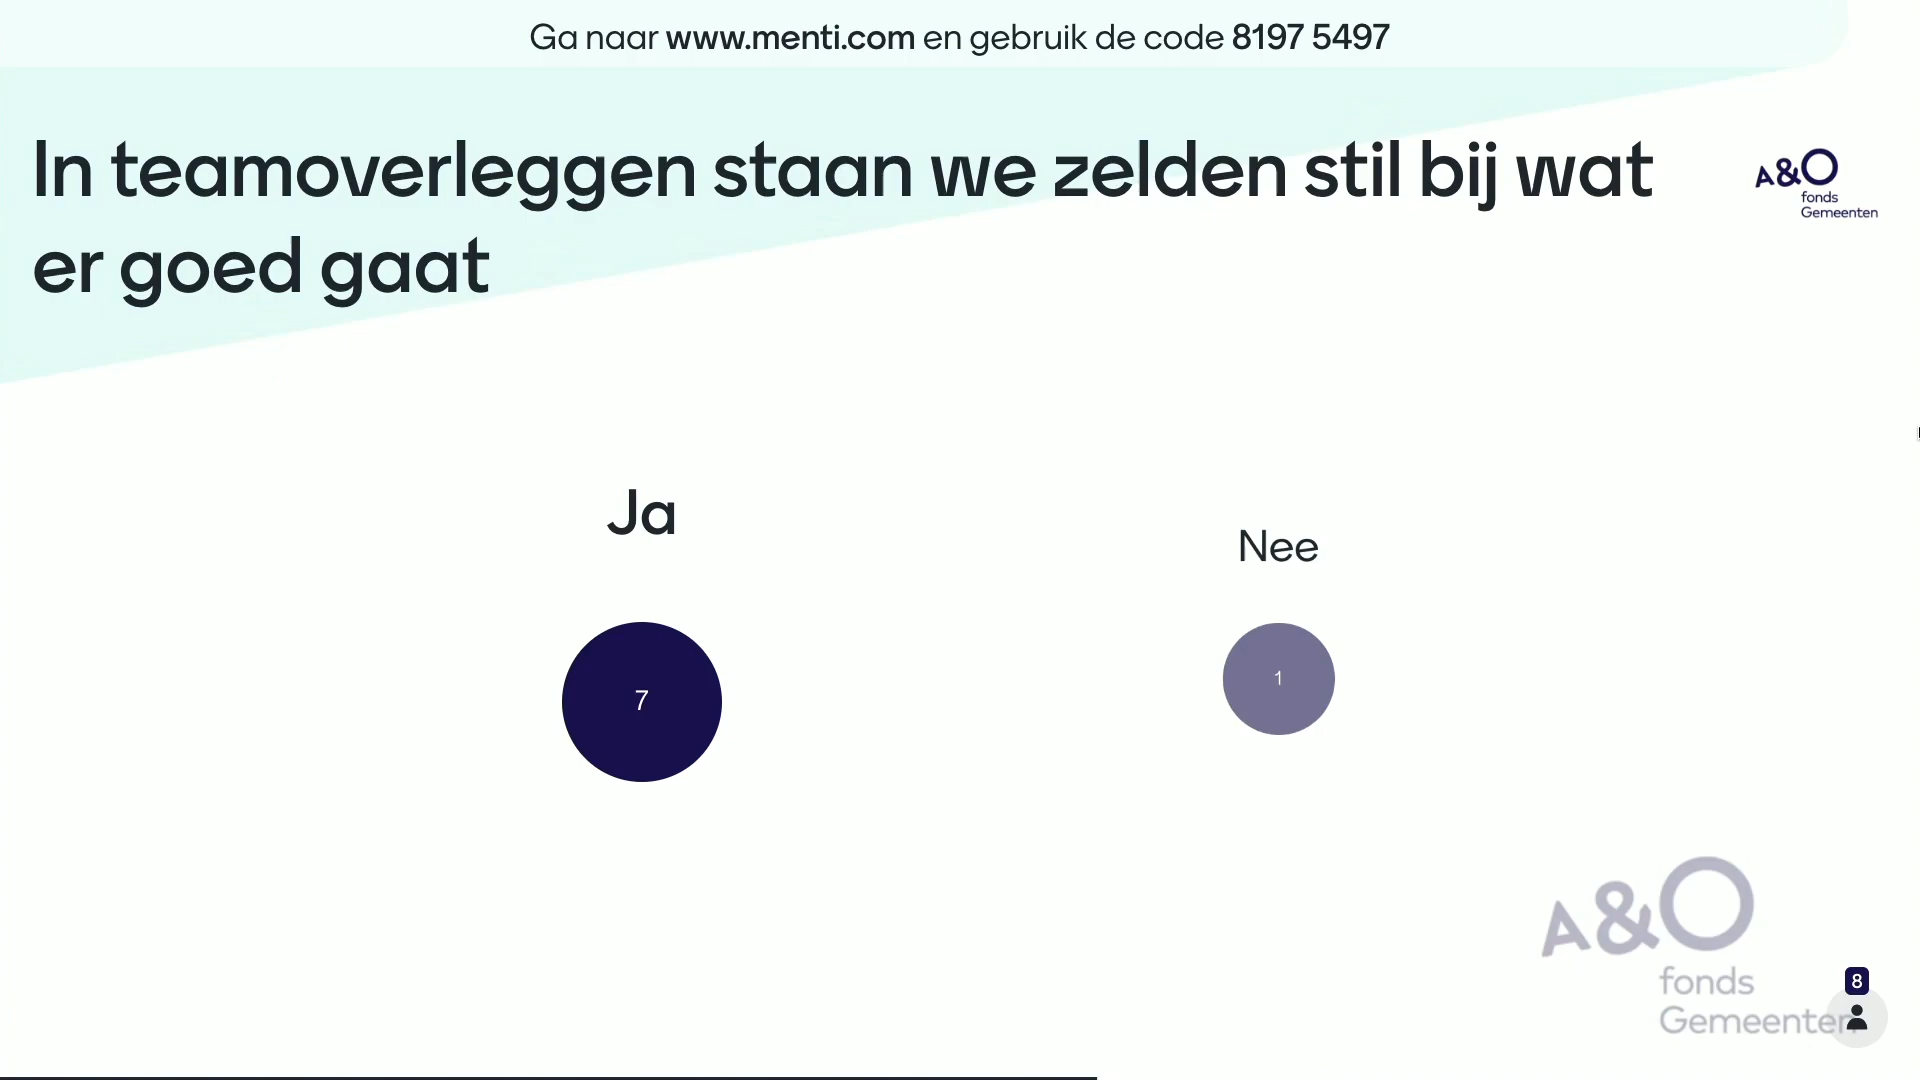 Ga naar www.menti.com en gebruik de code 8197 5497
In teamoverleggen staan we zelden stil bij wat
er goed gaat
A&O
fonds
Gemeenten
Ja
Nee
7
1
A&O
fonds
Gemeenten
8